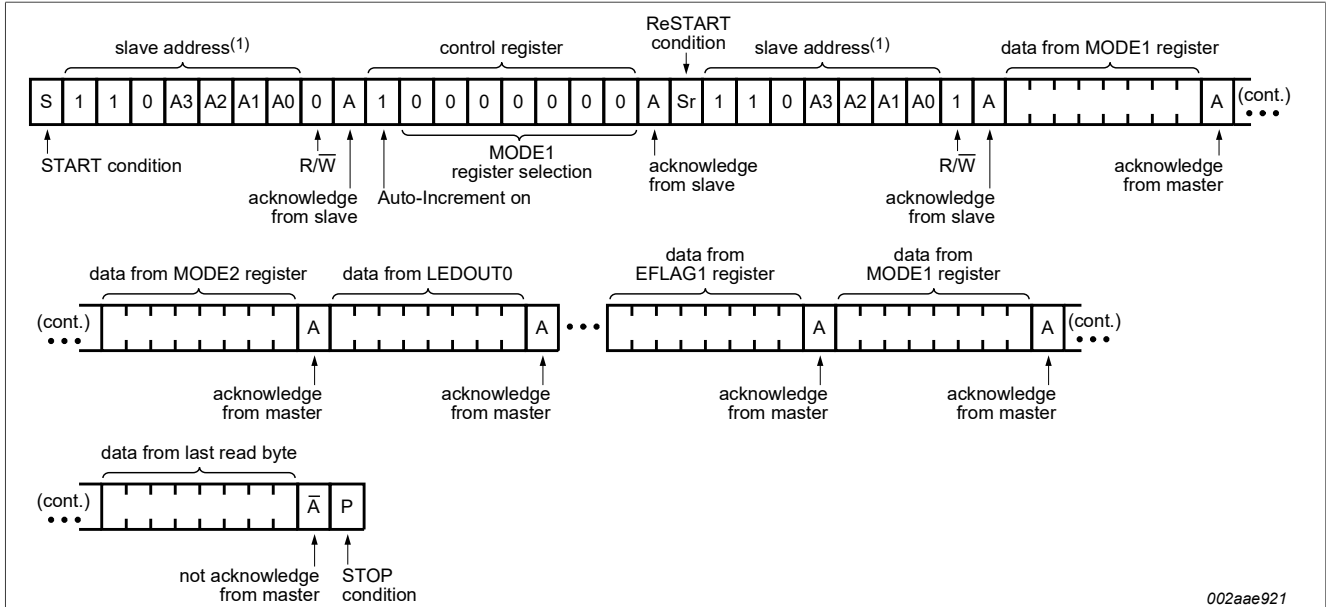 ReSTART
condition
slave address(1)
control register
slave address(1)
data from MODE1 register
S 1 1 0 A3 A2 A1 A0 0 A 1 0 0 0 0 0 0 0 A Sr 1 1 0 A3 A2 A1 A0 1 A A (cont.)
START condition
R/W̅
acknowledge
from slave
Auto-Increment on
MODE1
register selection
acknowledge
from slave
R/W̅
acknowledge
from slave
acknowledge
from master
data from MODE2 register
data from LEDOUT0
data from
EFLAG1 register
data from
MODE1 register
(cont.) A A A A (cont.)
acknowledge
from master
acknowledge
from master
acknowledge
from master
acknowledge
from master
data from last read byte
(cont.) A̅ P
not acknowledge
from master
STOP
condition
002aae921